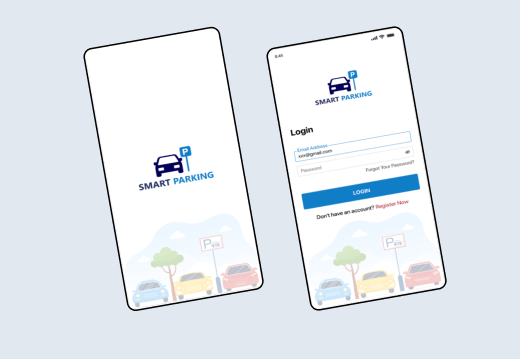 P
SMART PARKING
P
9:41
P
SMART PARKING
Login
Email Address
xxx@gmail.com
Password
Forgot Your Password?
LOGIN
Don't have an account? Register Now
P